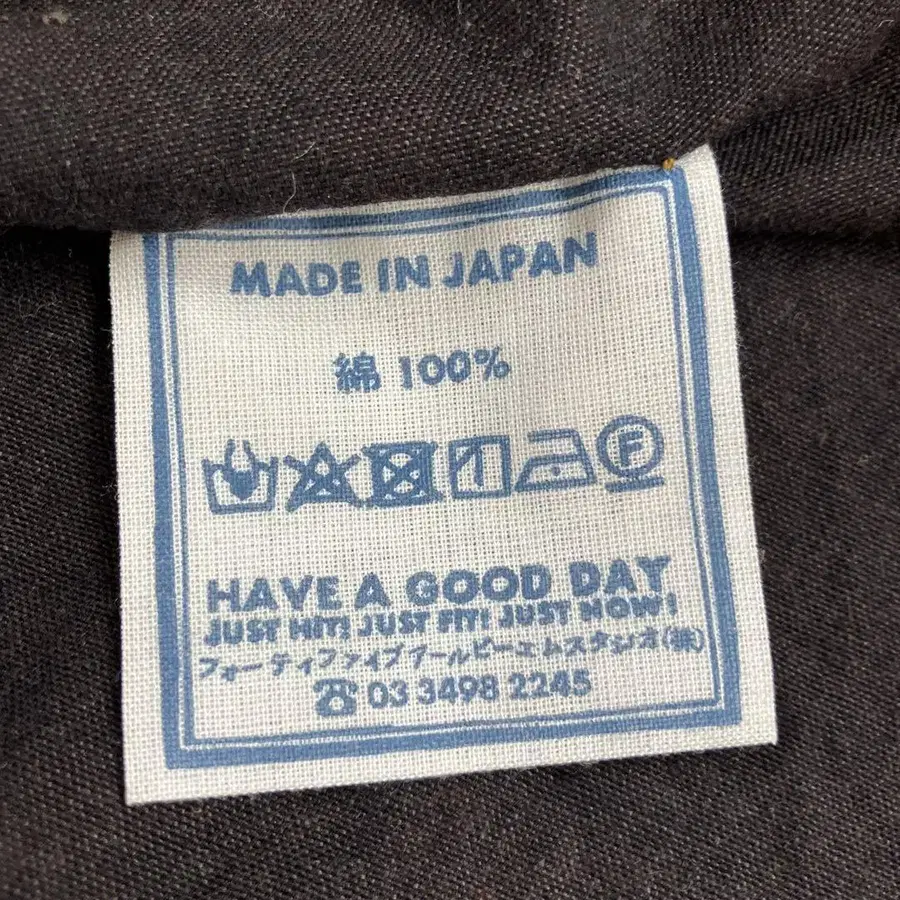 MADE IN JAPAN
綿 100%
F
HAVE A GOOD DAY
JUST HIT! JUST FIT! JUST NOW!
フォーティファイブアールピーエムスタジオ(株)
☎ 03 3498 2245